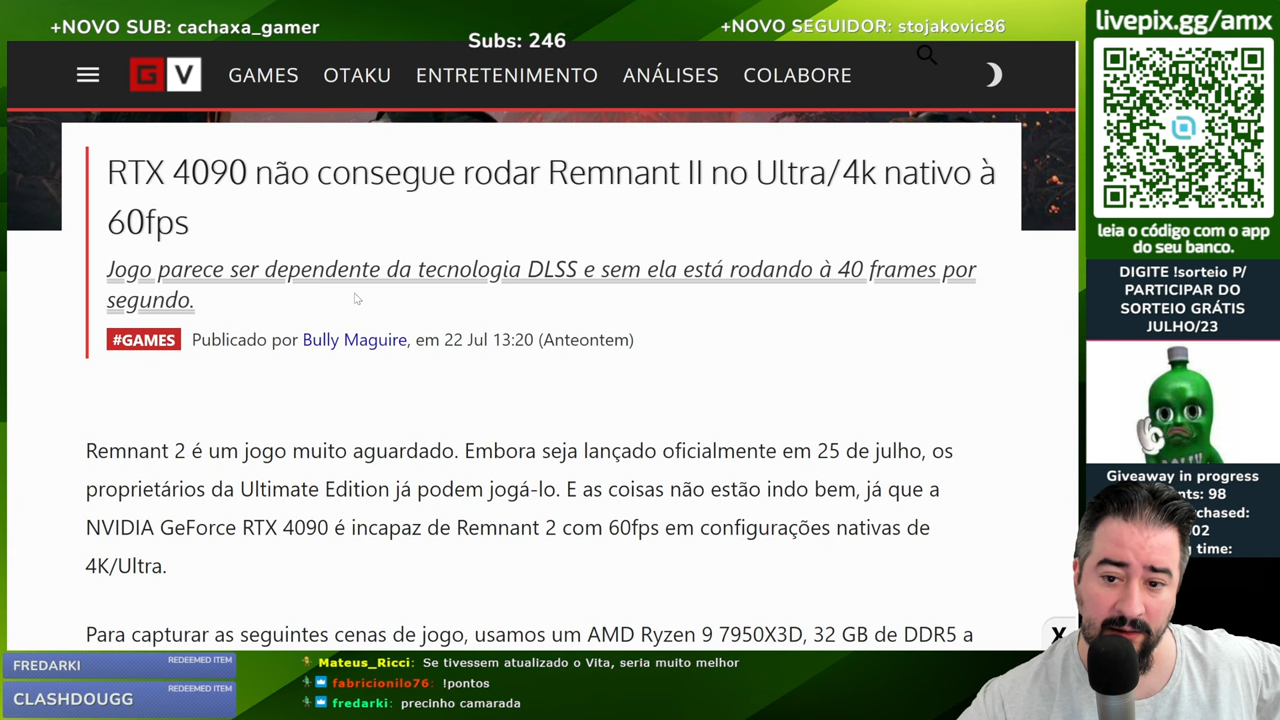 +NOVO SUB: cachaxa_gamer
Subs: 246
+NOVO SEGUIDOR: stojakovic86
livepix.gg/amx
G V
GAMES OTAKU ENTRETENIMENTO ANÁLISES COLABORE
RTX 4090 não consegue rodar Remnant II no Ultra/4k nativo à
60fps
Jogo parece ser dependente da tecnologia DLSS e sem ela está rodando à 40 frames por
segundo.
#GAMES Publicado por Bully Maguire, em 22 Jul 13:20 (Anteontem)
Remnant 2 é um jogo muito aguardado. Embora seja lançado oficialmente em 25 de julho, os
proprietários da Ultimate Edition já podem jogá-lo. E as coisas não estão indo bem, já que a
NVIDIA GeForce RTX 4090 é incapaz de Remnant 2 com 60fps em configurações nativas de
4K/Ultra.
Para capturar as seguintes cenas de jogo, usamos um AMD Ryzen 9 7950X3D, 32 GB de DDR5 a
X
leia o código com o app
do seu banco.
DIGITE !sorteio P/
PARTICIPAR DO
SORTEIO GRÁTIS
JULHO/23
Giveaway in progress
nts: 98
rchased:
02
g time:
FREDARKI REDEEMED ITEM
CLASHDOUGG REDEEMED ITEM
Mateus_Ricci: Se tivessem atualizado o Vita, seria muito melhor
fabricionilo76: !pontos
fredarki: precinho camarada